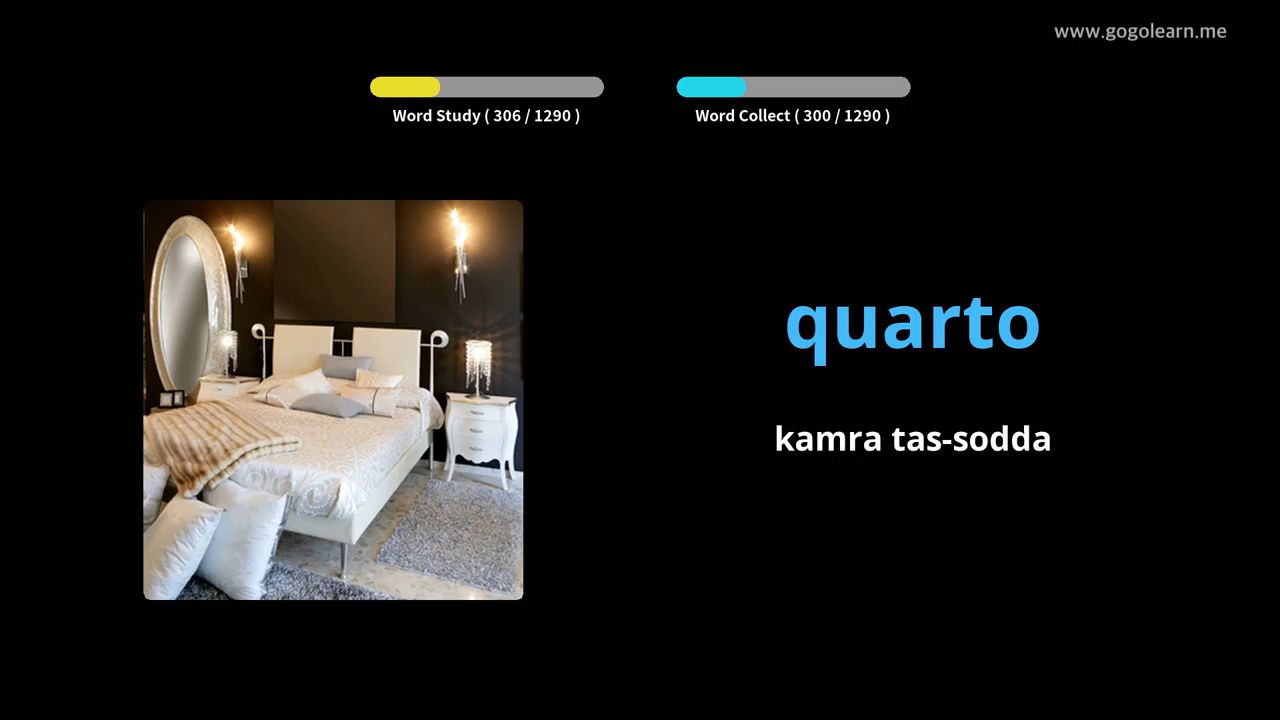 www.gogolearn.me
Word Study ( 306 / 1290 )
Word Collect ( 300 / 1290 )
quarto
kamra tas-sodda